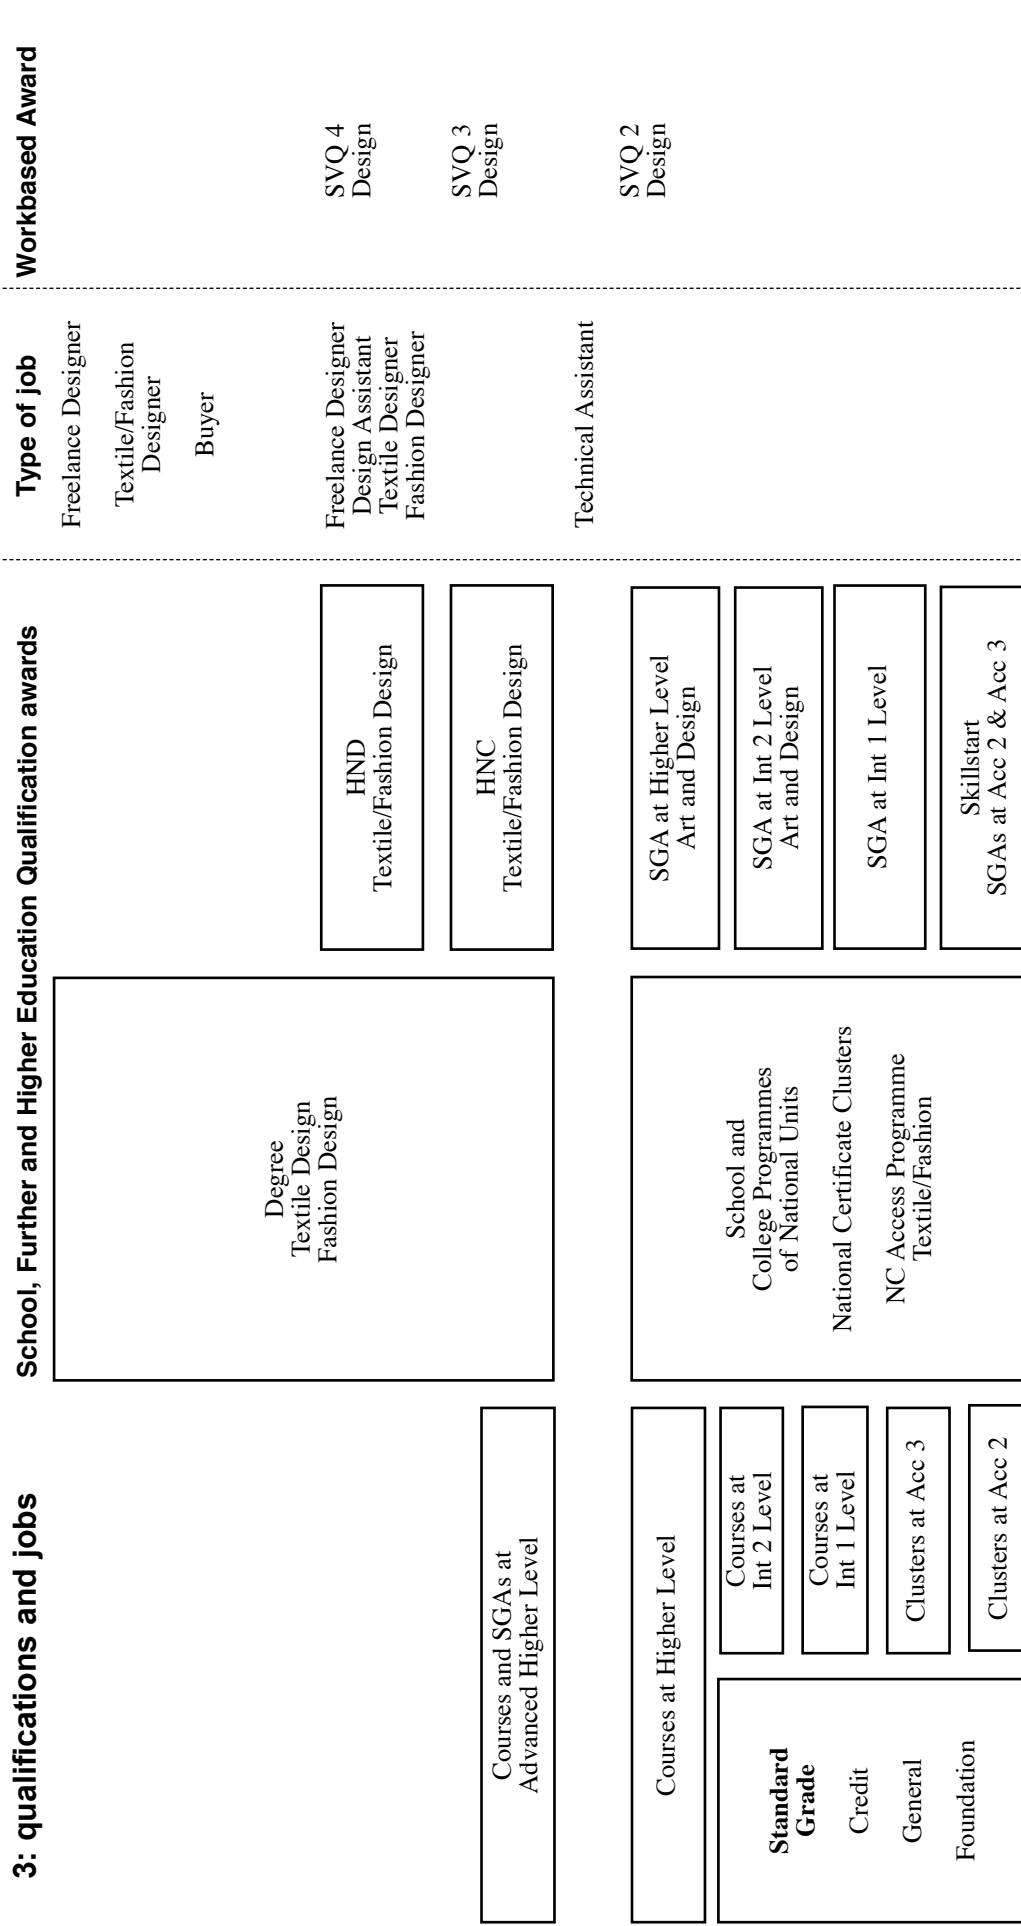 3: qualifications and jobs
School, Further and Higher Education Qualification awards
Type of job
Workbased Award
Courses and SGAs at
Advanced Higher Level
Courses at Higher Level
Standard
Grade
Credit
General
Foundation
Courses at
Int 2 Level
Courses at
Int 1 Level
Clusters at Acc 3
Clusters at Acc 2
Degree
Textile Design
Fashion Design
School and
College Programmes
of National Units
National Certificate Clusters
NC Access Programme
Textile/Fashion
HND
Textile/Fashion Design
HNC
Textile/Fashion Design
SGA at Higher Level
Art and Design
SGA at Int 2 Level
Art and Design
SGA at Int 1 Level
Skillstart
SGAs at Acc 2 & Acc 3
Freelance Designer
Textile/Fashion
Designer
Buyer
Freelance Designer
Design Assistant
Textile Designer
Fashion Designer
Technical Assistant
SVQ 4
Design
SVQ 3
Design
SVQ 2
Design